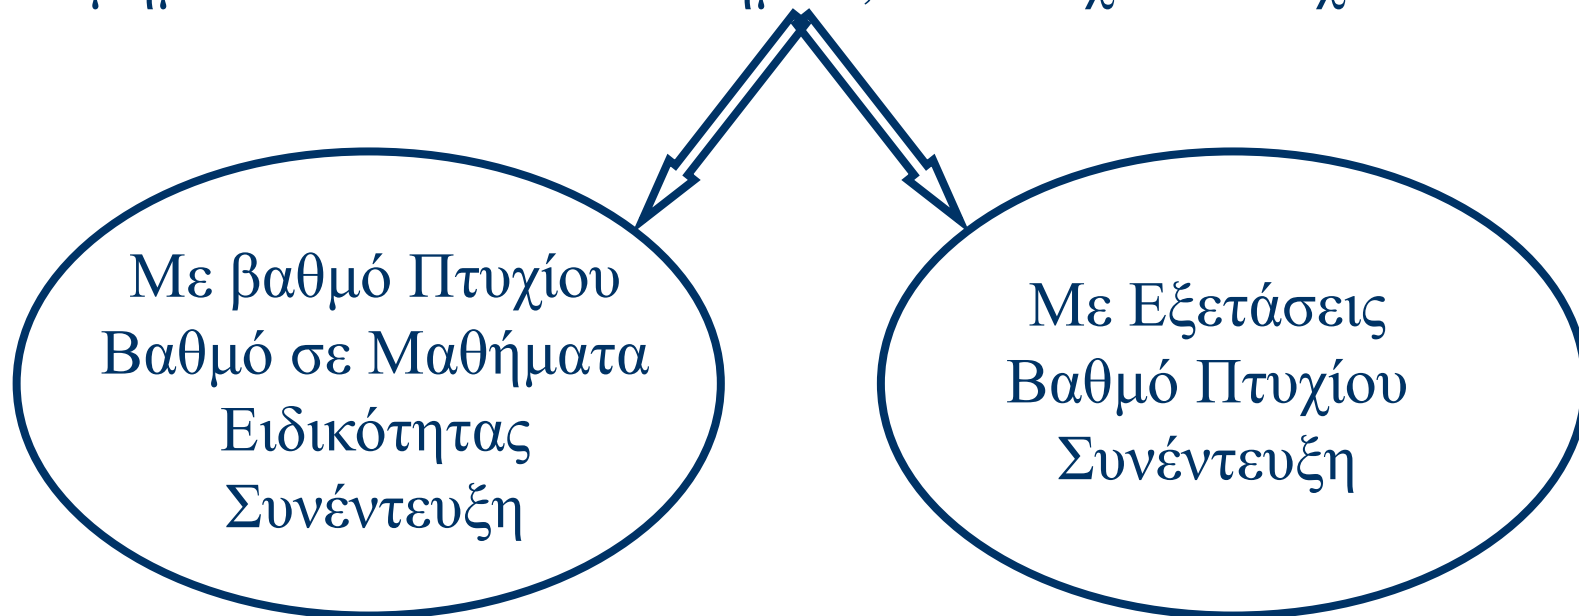 Με βαθμό Πτυχίου
Βαθμό σε Μαθήματα
Ειδικότητας
Συνέντευξη
Με Εξετάσεις
Βαθμό Πτυχίου
Συνέντευξη